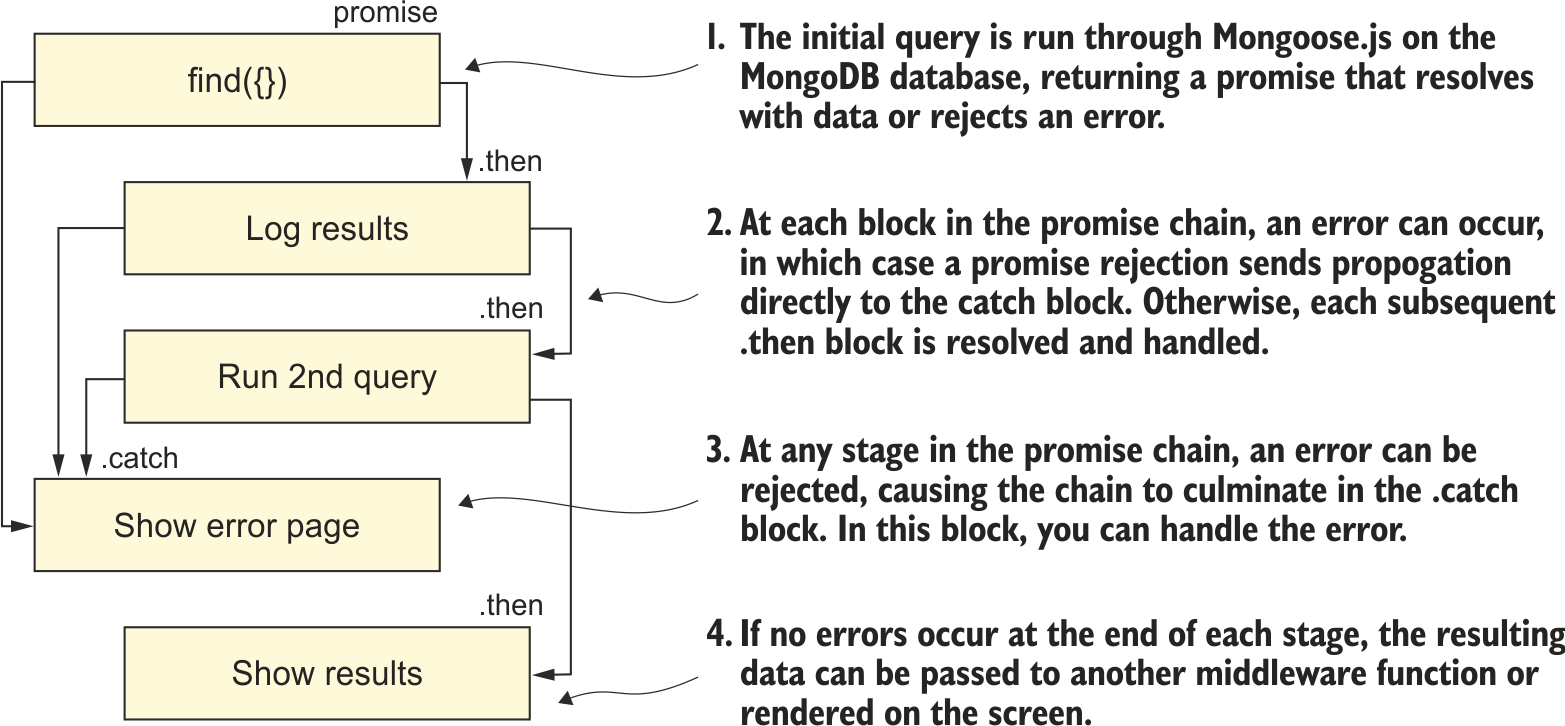 promise
find({})
.then
Log results
.then
Run 2nd query
.catch
Show error page
.then
Show results
1. The initial query is run through Mongoose.js on the
MongoDB database, returning a promise that resolves
with data or rejects an error.
2. At each block in the promise chain, an error can occur,
in which case a promise rejection sends propogation
directly to the catch block. Otherwise, each subsequent
.then block is resolved and handled.
3. At any stage in the promise chain, an error can be
rejected, causing the chain to culminate in the .catch
block. In this block, you can handle the error.
4. If no errors occur at the end of each stage, the resulting
data can be passed to another middleware function or
rendered on the screen.